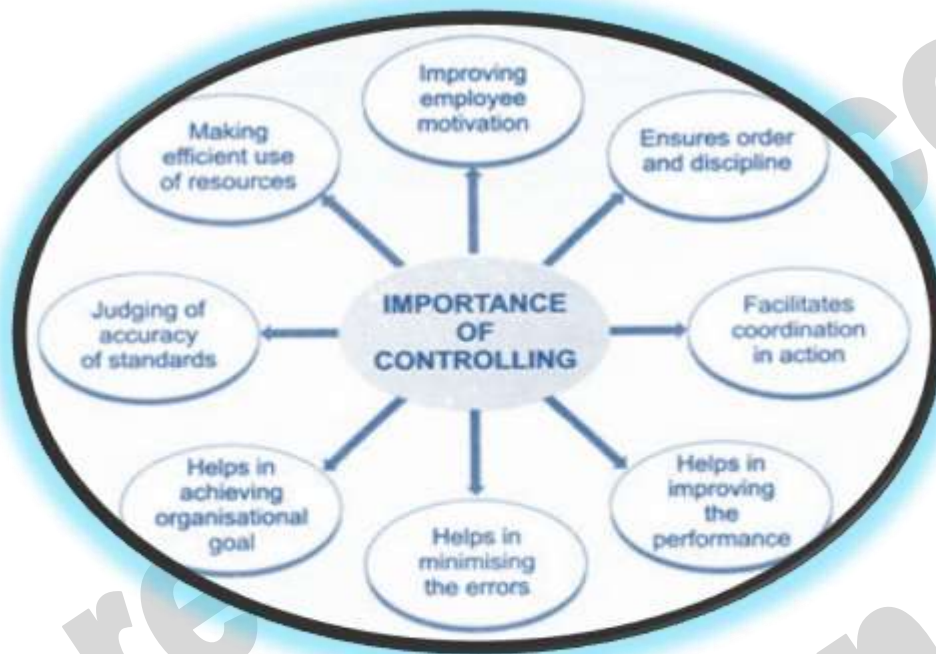 Improving
employee
motivation
Ensures order
and discipline
Facilitates
coordination
in action
Helps in
improving
the
performance
Helps in
minimising
the errors
Helps in
achieving
organisational
goal
Judging of
accuracy
of standards
Making
efficient use
of resources
IMPORTANCE
OF
CONTROLLING